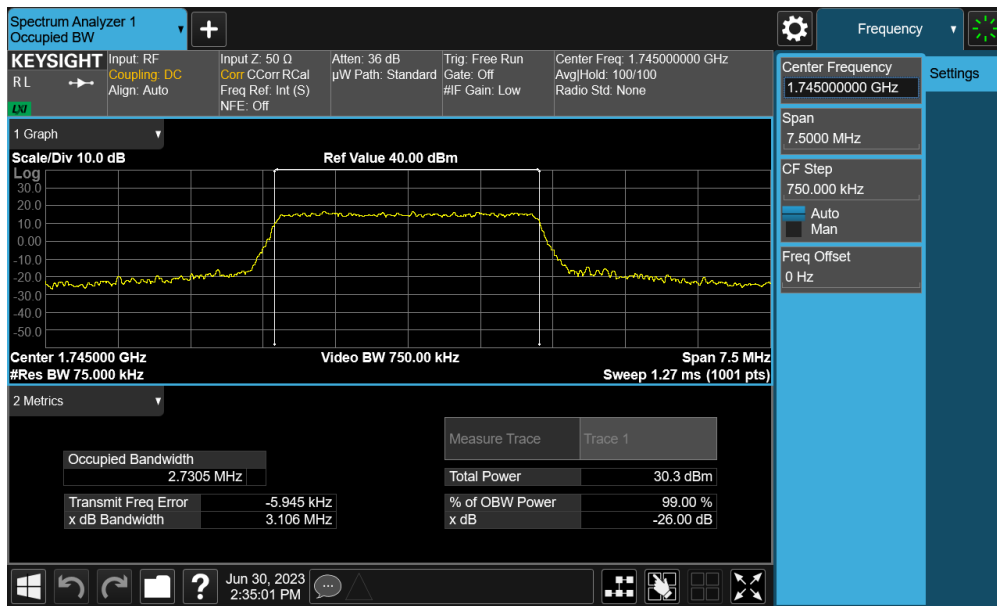 Spectrum Analyzer 1
Occupied BW
Frequency
KEYSIGHT
R L
LXI
Input: RF
Coupling: DC
Align: Auto
Input Z: 50 Ω
Corr CCorr RCal
Freq Ref: Int (S)
NFE: Off
Atten: 36 dB
µW Path: Standard
Trig: Free Run
Gate: Off
#IF Gain: Low
Center Freq: 1.745000000 GHz
Avg|Hold: 100/100
Radio Std: None
Center Frequency
1.745000000 GHz
Settings
Span
7.5000 MHz
CF Step
750.000 kHz
Auto
Man
Freq Offset
0 Hz
1 Graph
Scale/Div 10.0 dB
Ref Value 40.00 dBm
Log
30.0
20.0
10.0
0.00
-10.0
-20.0
-30.0
-40.0
-50.0
Center 1.745000 GHz
Video BW 750.00 kHz
Span 7.5 MHz
#Res BW 75.000 kHz
Sweep 1.27 ms (1001 pts)
2 Metrics
Measure Trace
Trace 1
Occupied Bandwidth
2.7305 MHz
Total Power
30.3 dBm
Transmit Freq Error
-5.945 kHz
% of OBW Power
99.00 %
x dB Bandwidth
3.106 MHz
x dB
-26.00 dB
?
Jun 30, 2023
2:35:01 PM